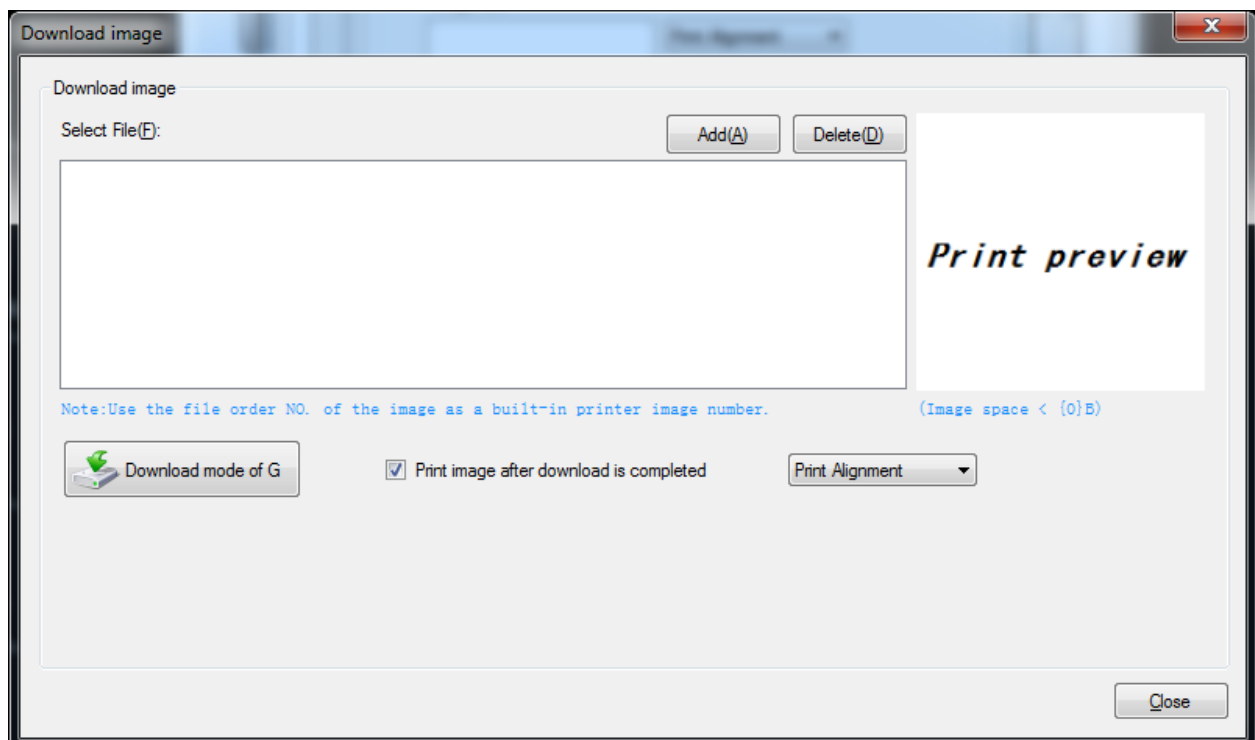 Download image
Download image
Select File(F):
Add(A)
Delete(D)
Print preview
Note:Use the file order NO. of the image as a built-in printer image number.
(Image space < {0}B)
Download mode of G
Print image after download is completed
Print Alignment
Close